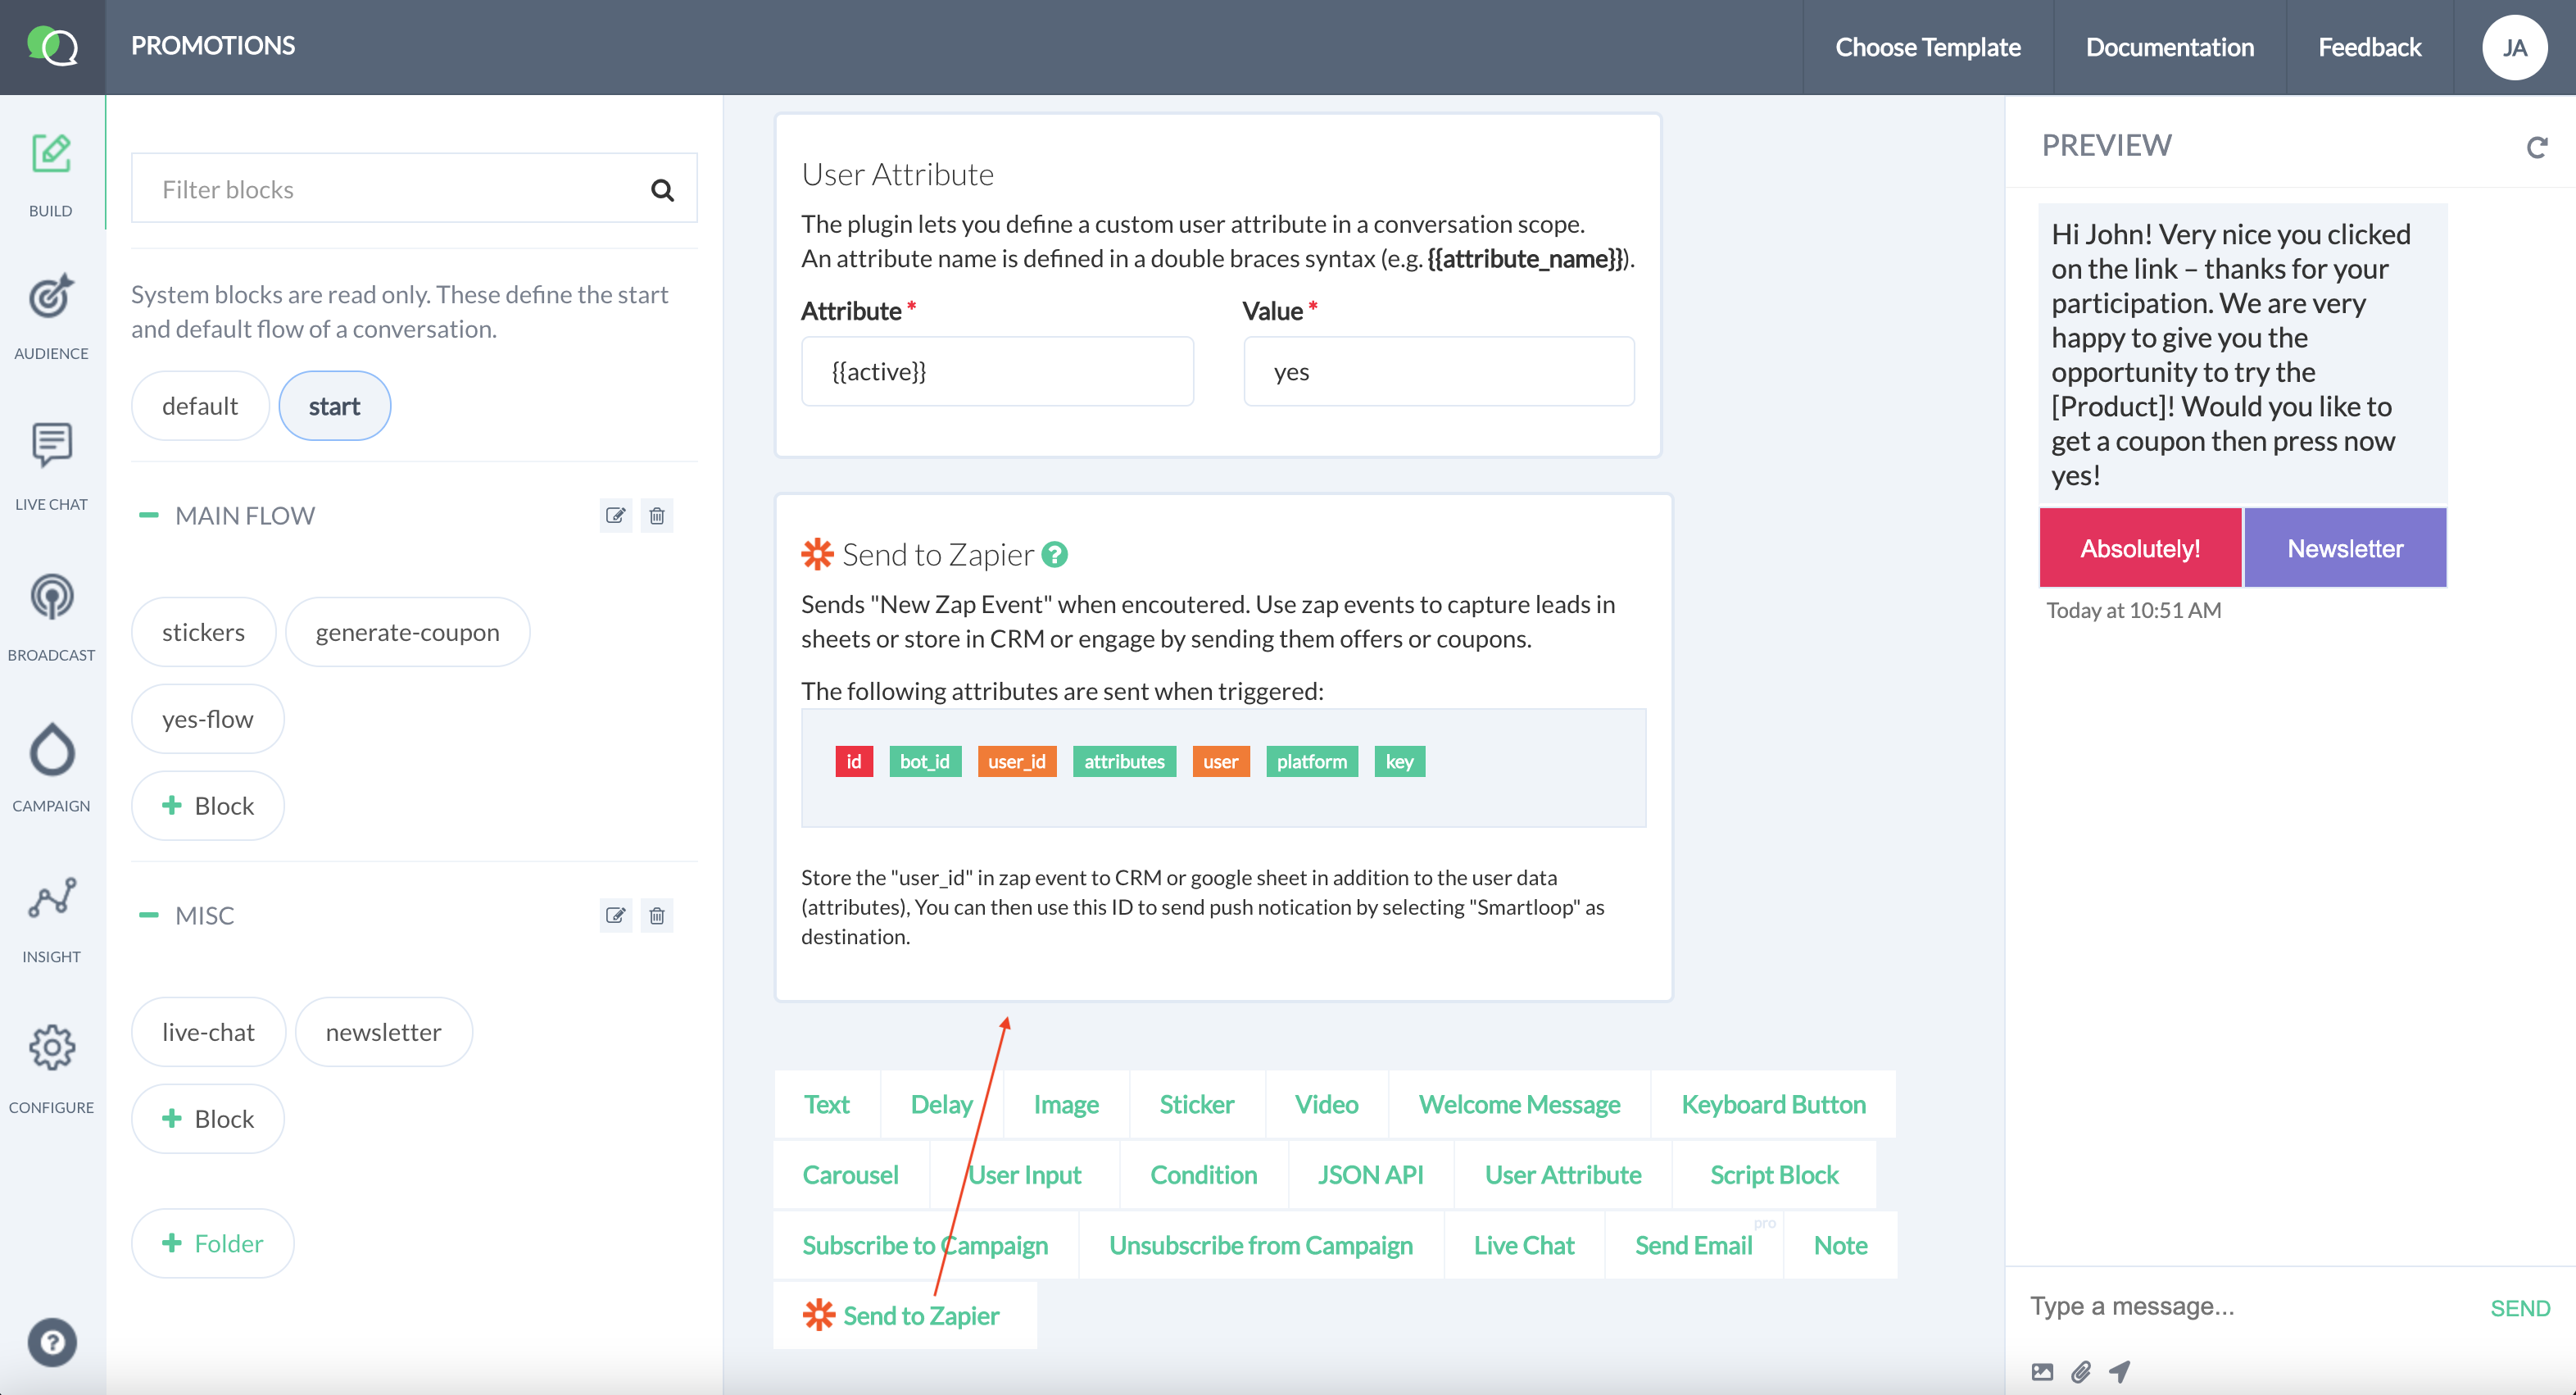 PROMOTIONS
Choose Template
Documentation
Feedback
JA
BUILD
AUDIENCE
LIVE CHAT
BROADCAST
CAMPAIGN
INSIGHT
CONFIGURE
?
Filter blocks
System blocks are read only. These define the start
and default flow of a conversation.
default
start
MAIN FLOW
stickers
generate-coupon
yes-flow
+ Block
MISC
live-chat
newsletter
+ Block
+ Folder
User Attribute
The plugin lets you define a custom user attribute in a conversation scope.
An attribute name is defined in a double braces syntax (e.g. {{attribute_name}}).
Attribute *
Value *
{{active}}
yes
Send to Zapier ?
Sends "New Zap Event" when encoutered. Use zap events to capture leads in
sheets or store in CRM or engage by sending them offers or coupons.
The following attributes are sent when triggered:
id bot_id user_id attributes user platform key
Store the "user_id" in zap event to CRM or google sheet in addition to the user data
(attributes), You can then use this ID to send push notication by selecting "Smartloop" as
destination.
Text Delay Image Sticker Video Welcome Message Keyboard Button
Carousel User Input Condition JSON API User Attribute Script Block
Subscribe to Campaign Unsubscribe from Campaign Live Chat Send Email pro Note
Send to Zapier
PREVIEW
Hi John! Very nice you clicked
on the link – thanks for your
participation. We are very
happy to give you the
opportunity to try the
[Product]! Would you like to
get a coupon then press now
yes!
Absolutely!
Newsletter
Today at 10:51 AM
Type a message...
SEND